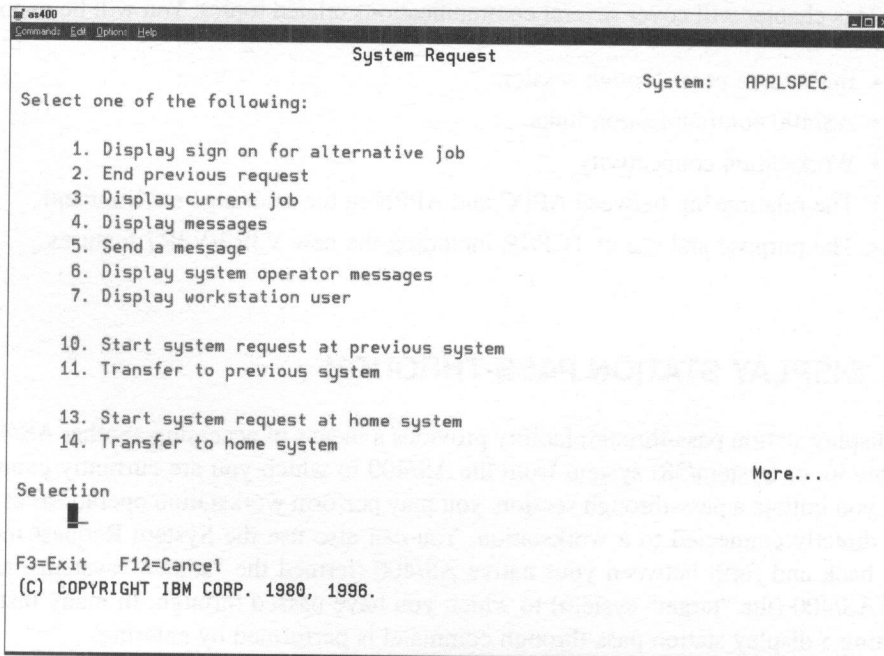 as400
Commands Edit Options Help
System Request
System: APPLSPEC
Select one of the following:
1. Display sign on for alternative job
2. End previous request
3. Display current job
4. Display messages
5. Send a message
6. Display system operator messages
7. Display workstation user
10. Start system request at previous system
11. Transfer to previous system
13. Start system request at home system
14. Transfer to home system
More...
Selection
F3=Exit F12=Cancel
(C) COPYRIGHT IBM CORP. 1980, 1996.